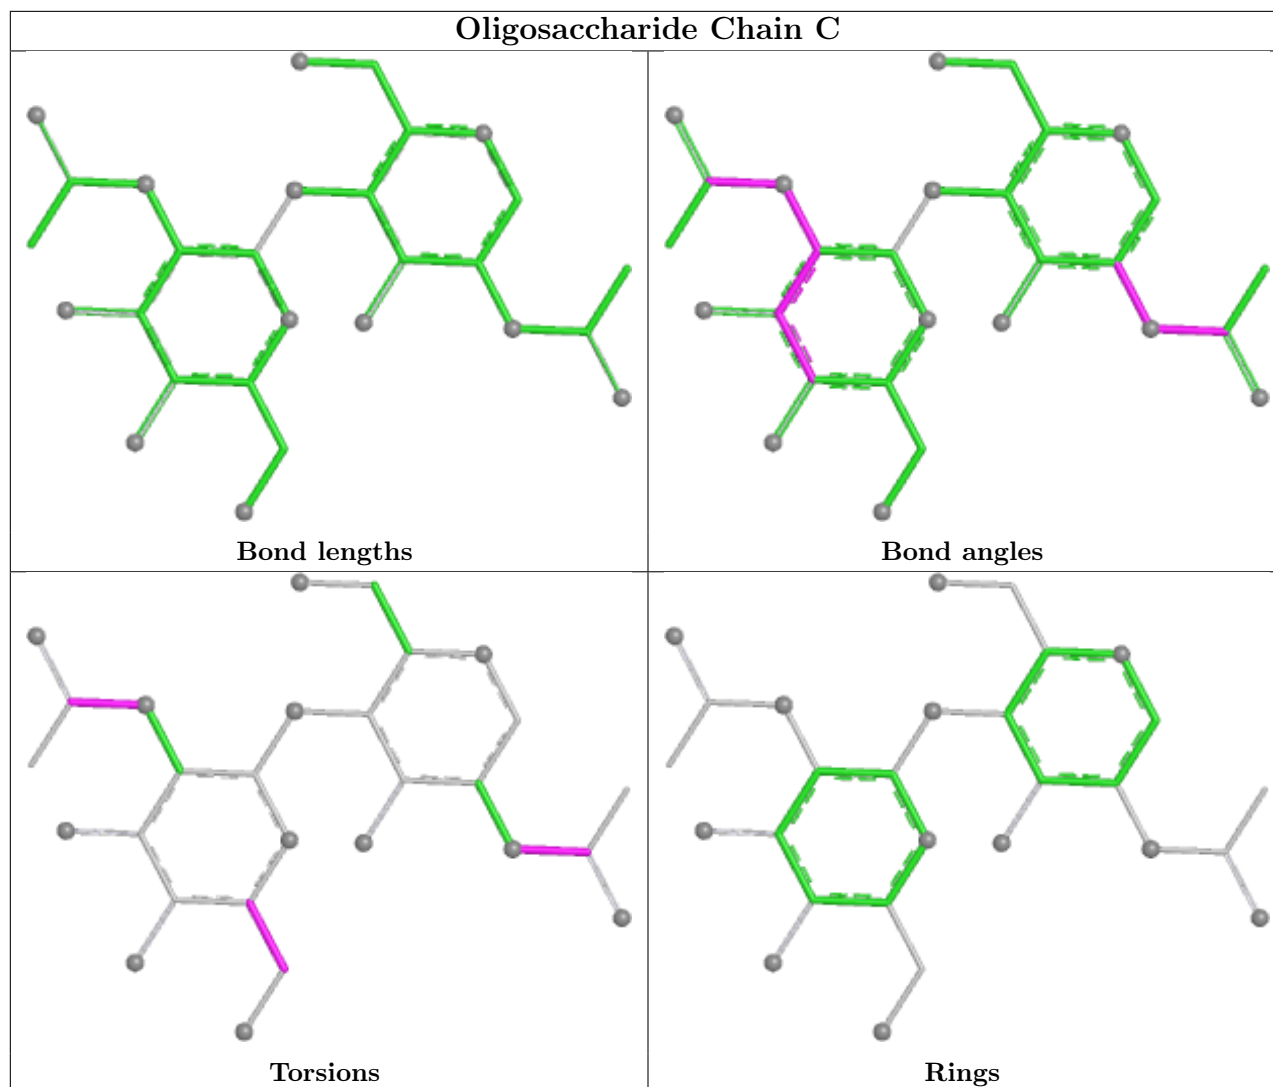 Oligosaccharide Chain C
Bond lengths
Bond angles
Torsions
Rings